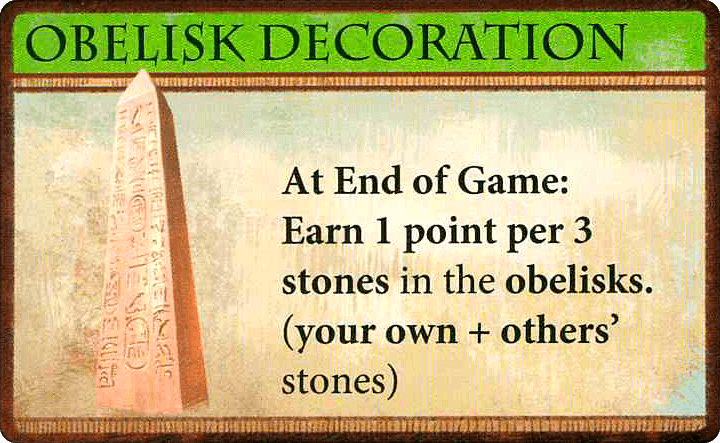 OBELISK DECORATION
At End of Game:
Earn 1 point per 3
stones in the obelisks.
(your own + others’
stones)